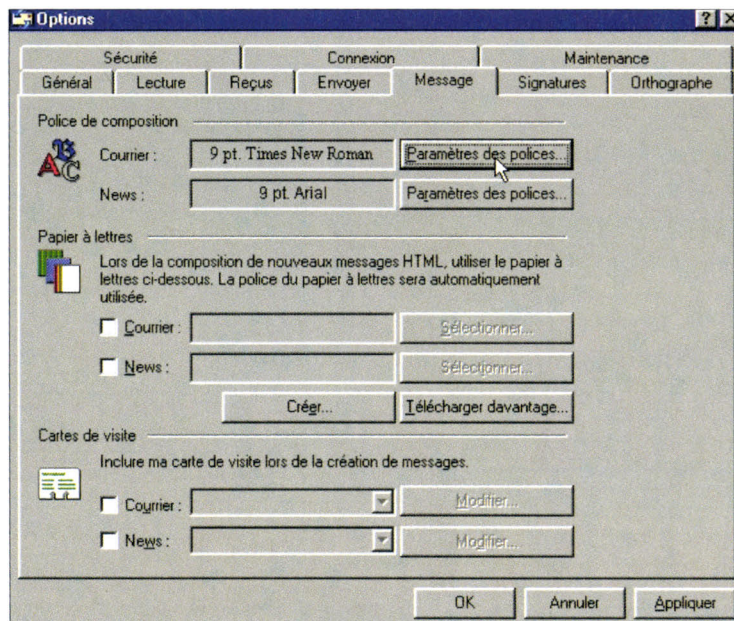 Options
Sécurité Connexion Maintenance
Général Lecture Reçus Envoyer Message Signatures Orthographe
Police de composition
Courrier : 9 pt. Times New Roman Paramètres des polices...
News : 9 pt. Arial Paramètres des polices...
Papier à lettres
Lors de la composition de nouveaux messages HTML, utiliser le papier à
lettres ci-dessous. La police du papier à lettres sera automatiquement
utilisée.
Courrier : Sélectionner...
News : Sélectionner...
Créer... Télécharger davantage...
Cartes de visite
Inclure ma carte de visite lors de la création de messages.
Courrier : Modifier...
News : Modifier...
OK Annuler Appliquer